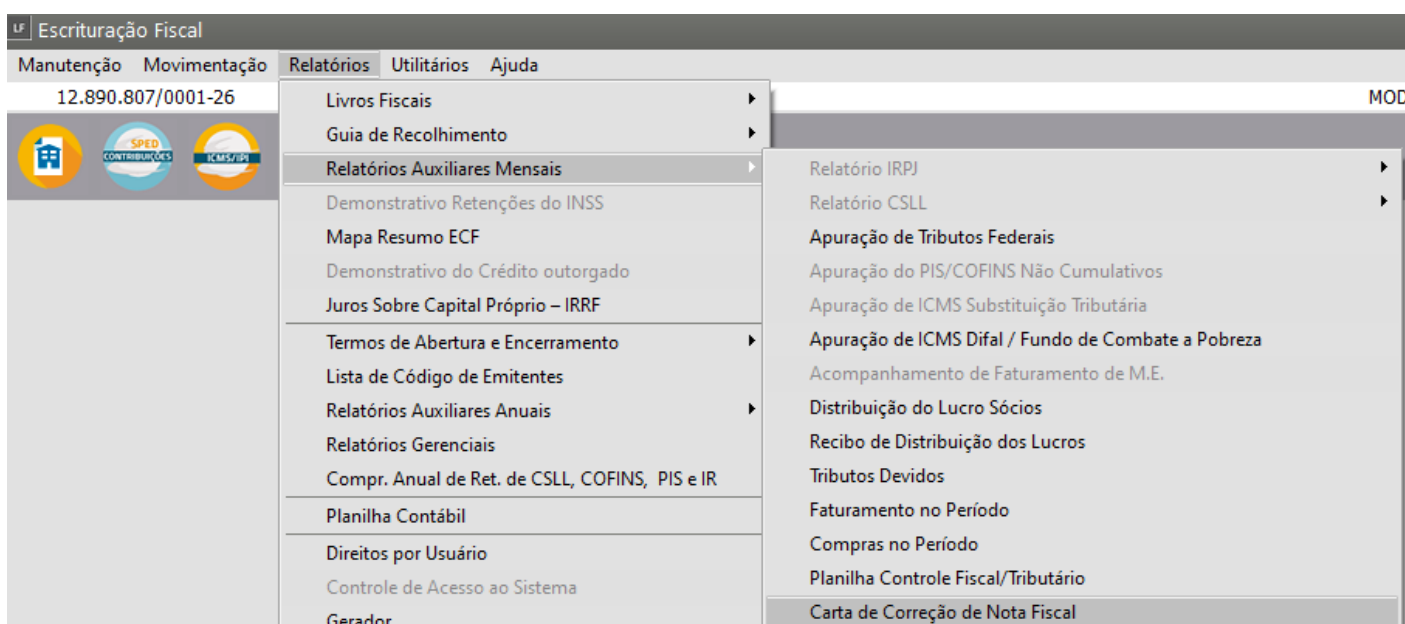 LF Escrituração Fiscal
Manutenção Movimentação Relatórios Utilitários Ajuda
12.890.807/0001-26
MOD
SPED
CONTRIBUIÇÕES
ICMS/IPI
Livros Fiscais
Guia de Recolhimento
Relatórios Auxiliares Mensais
Demonstrativo Retenções do INSS
Mapa Resumo ECF
Demonstrativo do Crédito outorgado
Juros Sobre Capital Próprio – IRRF
Termos de Abertura e Encerramento
Lista de Código de Emitentes
Relatórios Auxiliares Anuais
Relatórios Gerenciais
Compr. Anual de Ret. de CSLL, COFINS, PIS e IR
Planilha Contábil
Direitos por Usuário
Controle de Acesso ao Sistema
Gerador
Relatório IRPJ
Relatório CSLL
Apuração de Tributos Federais
Apuração do PIS/COFINS Não Cumulativos
Apuração de ICMS Substituição Tributária
Apuração de ICMS Difal / Fundo de Combate a Pobreza
Acompanhamento de Faturamento de M.E.
Distribuição do Lucro Sócios
Recibo de Distribuição dos Lucros
Tributos Devidos
Faturamento no Período
Compras no Período
Planilha Controle Fiscal/Tributário
Carta de Correção de Nota Fiscal